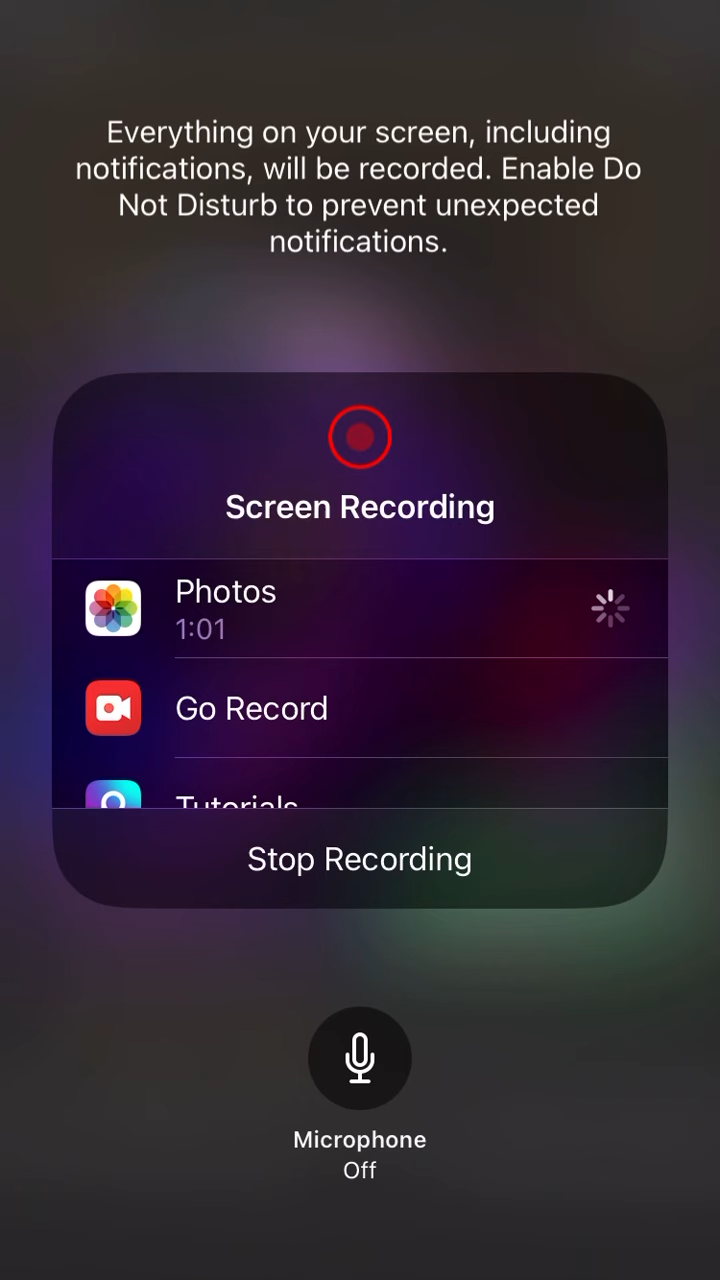 Everything on your screen, including
notifications, will be recorded. Enable Do
Not Disturb to prevent unexpected
notifications.
Screen Recording
Photos
1:01
Go Record
Tutorials
Stop Recording
Microphone
Off